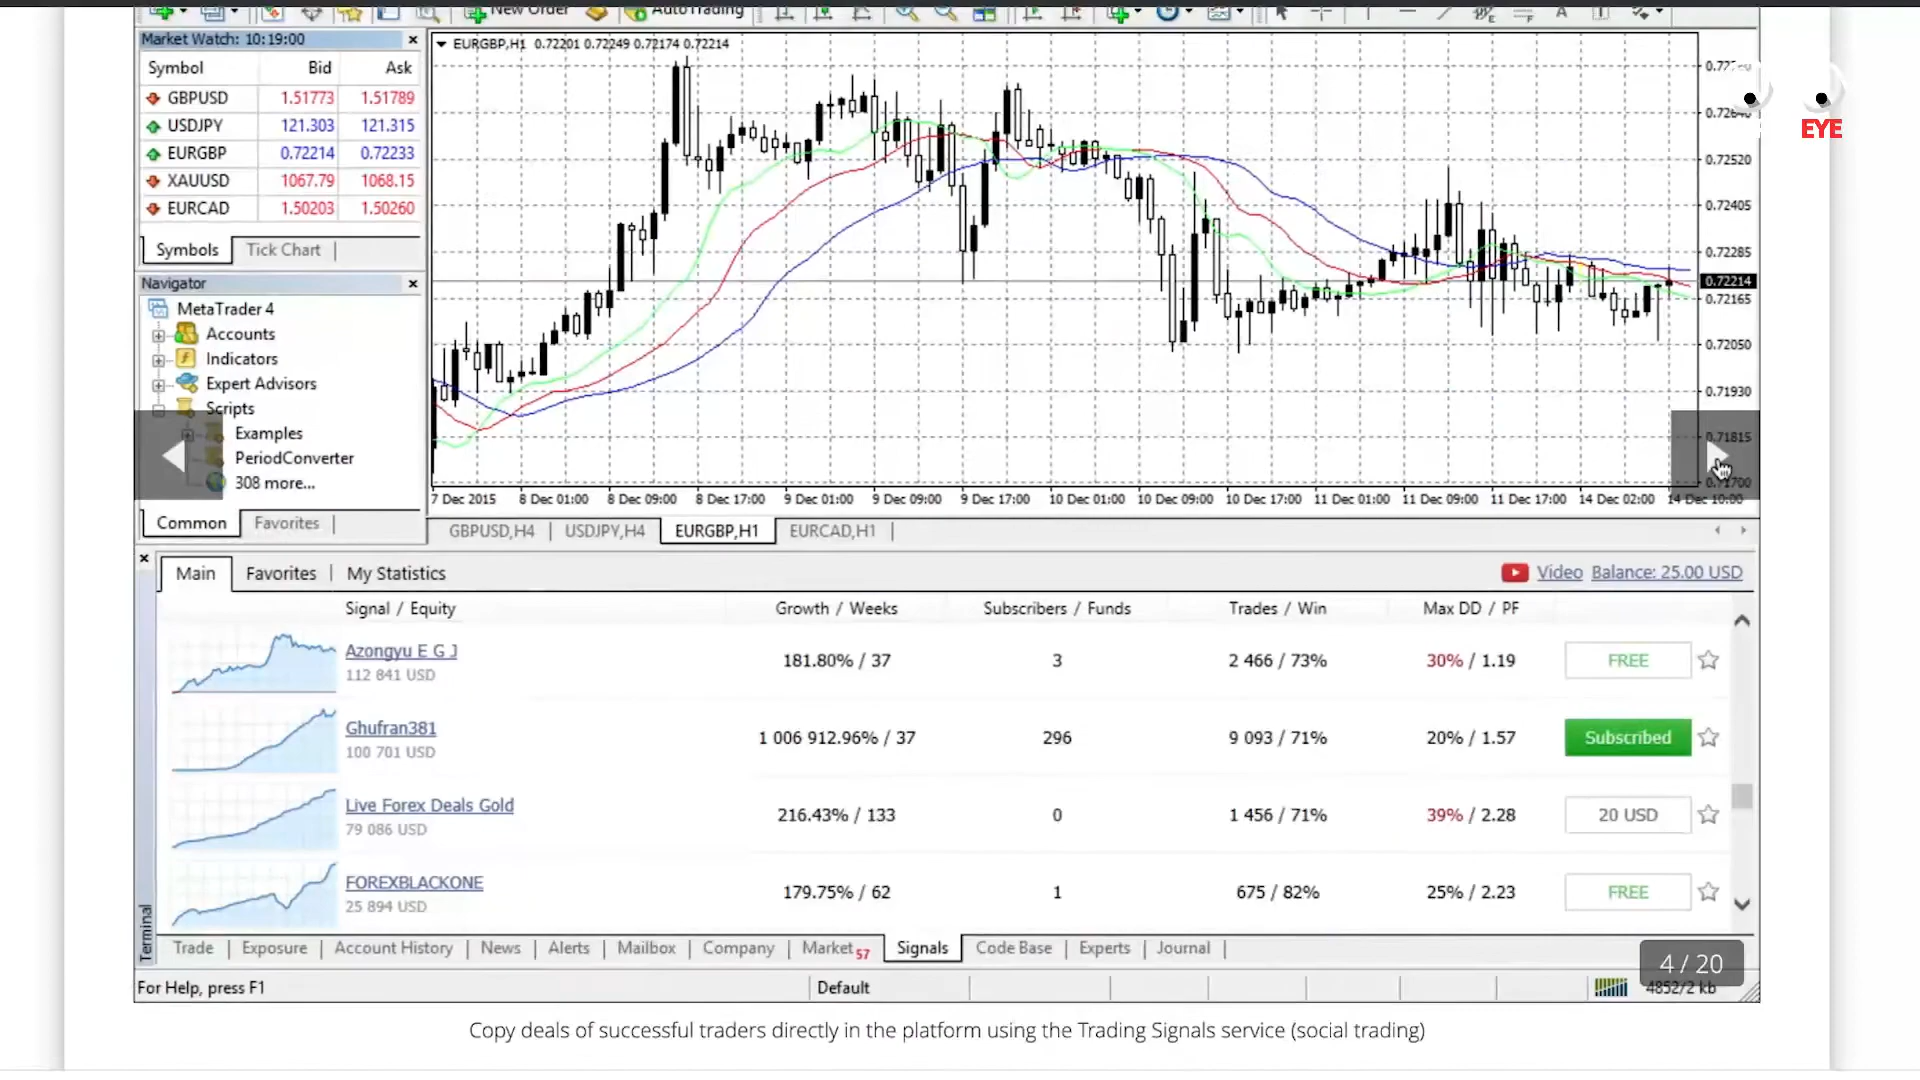 New Order AutoTrading
Market Watch: 10:19:00
Symbol Bid Ask
GBPUSD 1.51773 1.51789
USDJPY 121.303 121.315
EURGBP 0.72214 0.72233
XAUUSD 1067.79 1068.15
EURCAD 1.50203 1.50260
Symbols Tick Chart
Navigator
MetaTrader 4
Accounts
Indicators
Expert Advisors
Scripts
Examples
PeriodConverter
308 more...
Common Favorites
EURGBP,H1 0.72201 0.72249 0.72174 0.72214
EYE
0.72640
0.72520
0.72405
0.72285
0.72214
0.72165
0.72050
0.71930
0.71815
0.71700
7 Dec 2015 8 Dec 01:00 8 Dec 09:00 8 Dec 17:00 9 Dec 01:00 9 Dec 09:00 9 Dec 17:00 10 Dec 01:00 10 Dec 09:00 10 Dec 17:00 11 Dec 01:00 11 Dec 09:00 11 Dec 17:00 14 Dec 02:00 14 Dec 10:00
GBPUSD,H4 USDJPY,H4 EURGBP,H1 EURCAD,H1
Main Favorites My Statistics Video Balance: 25.00 USD
Signal / Equity Growth / Weeks Subscribers / Funds Trades / Win Max DD / PF
Azongyu E G J 181.80% / 37 3 2 466 / 73% 30% / 1.19 FREE
112 841 USD
Ghufran381 1 006 912.96% / 37 296 9 093 / 71% 20% / 1.57 Subscribed
100 701 USD
Live Forex Deals Gold 216.43% / 133 0 1 456 / 71% 39% / 2.28 20 USD
79 086 USD
FOREXBLACKONE 179.75% / 62 1 675 / 82% 25% / 2.23 FREE
25 894 USD
Terminal
Trade Exposure Account History News Alerts Mailbox Company Market 57 Signals Code Base Experts Journal
4 / 20
For Help, press F1 Default 4852/2 kb
Copy deals of successful traders directly in the platform using the Trading Signals service (social trading)